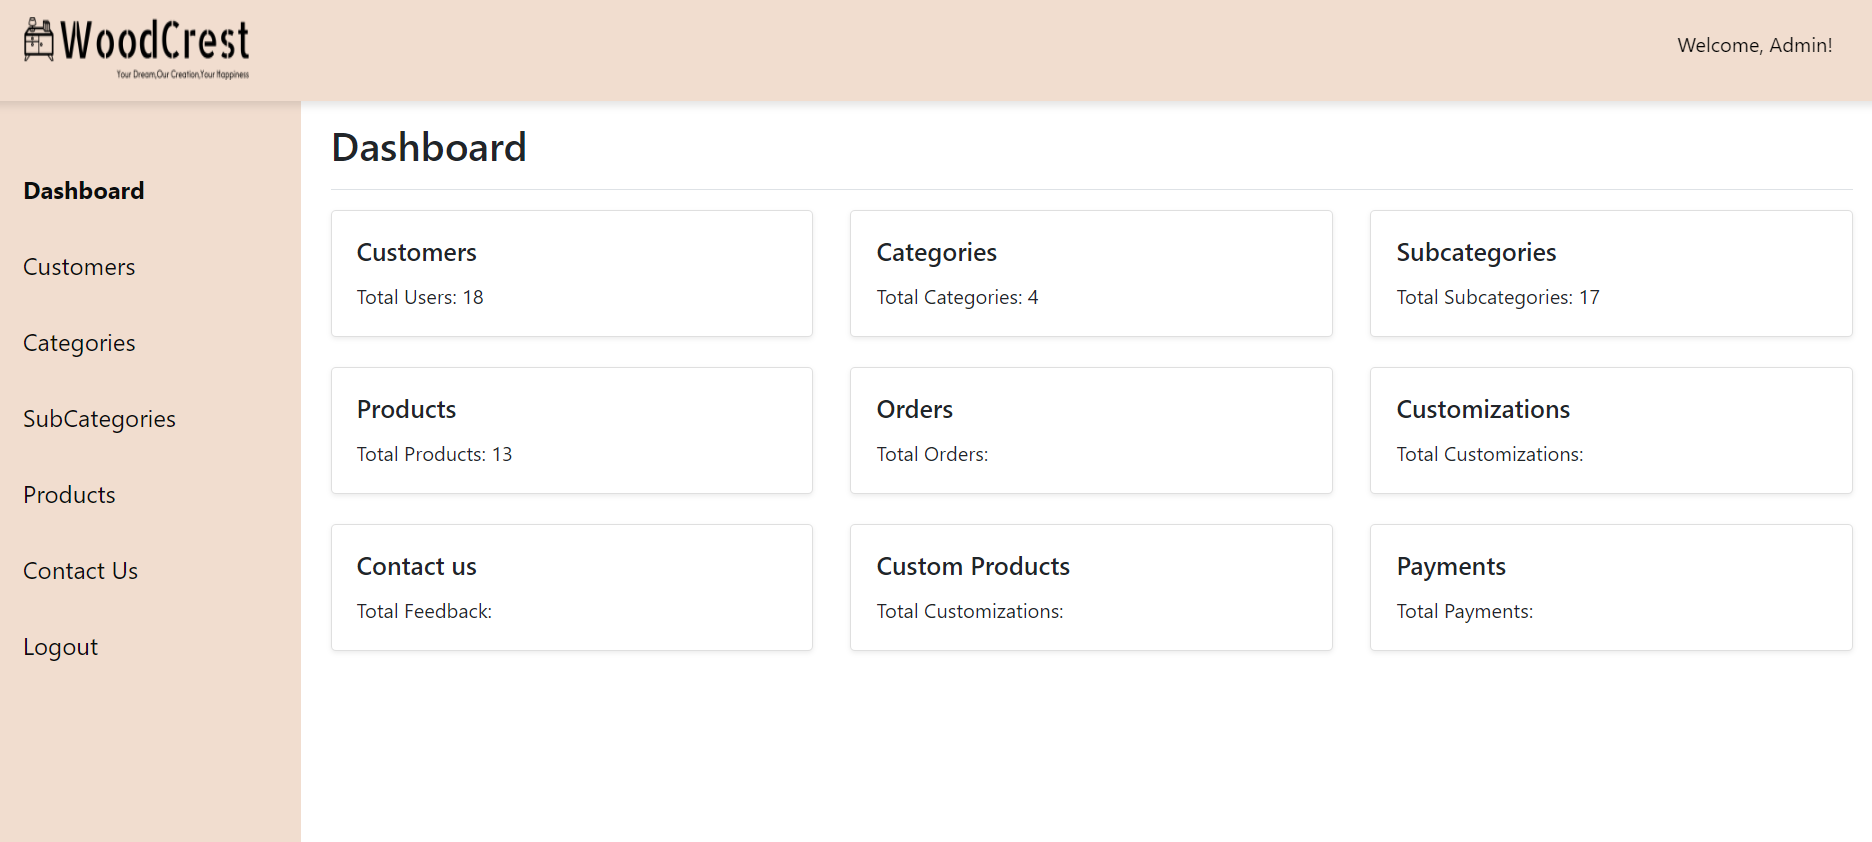 WoodCrest
Your Dream,Our Creation,Your Happiness
Welcome, Admin!
Dashboard
Customers
Categories
SubCategories
Products
Contact Us
Logout
Dashboard
Customers
Total Users: 18
Categories
Total Categories: 4
Subcategories
Total Subcategories: 17
Products
Total Products: 13
Orders
Total Orders:
Customizations
Total Customizations:
Contact us
Total Feedback:
Custom Products
Total Customizations:
Payments
Total Payments: